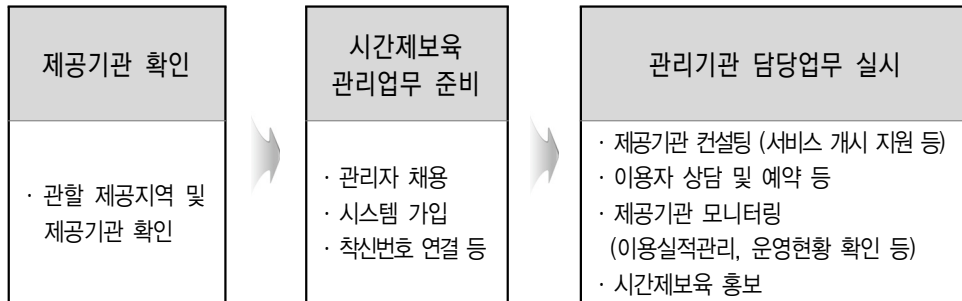 제공기관 확인
· 관할 제공지역 및
제공기관 확인
시간제보육
관리업무 준비
· 관리자 채용
· 시스템 가입
· 착신번호 연결 등
관리기관 담당업무 실시
· 제공기관 컨설팅 (서비스 개시 지원 등)
· 이용자 상담 및 예약 등
· 제공기관 모니터링
(이용실적관리, 운영현황 확인 등)
· 시간제보육 홍보